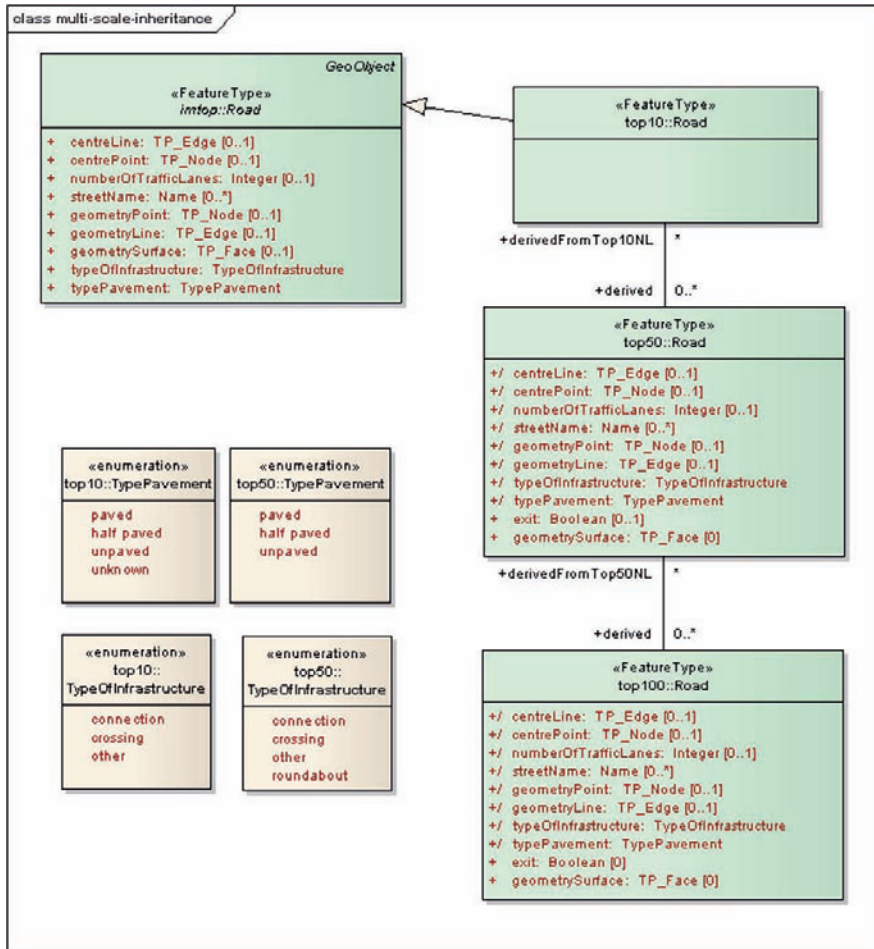 class multi-scale-inheritance
GeoObject
«FeatureType»
imtop::Road
+ centreLine: TP_Edge [0..1]
+ centrePoint: TP_Node [0..1]
+ numberOfTrafficLanes: Integer [0..1]
+ streetName: Name [0..*]
+ geometryPoint: TP_Node [0..1]
+ geometryLine: TP_Edge [0..1]
+ geometrySurface: TP_Face [0..1]
+ typeOfInfrastructure: TypeOfInfrastructure
+ typePavement: TypePavement
«FeatureType»
top10::Road
+derivedFromTop10NL *
+derived 0..*
«FeatureType»
top50::Road
+/ centreLine: TP_Edge [0..1]
+/ centrePoint: TP_Node [0..1]
+/ numberOfTrafficLanes: Integer [0..1]
+/ streetName: Name [0..*]
+/ geometryPoint: TP_Node [0..1]
+/ geometryLine: TP_Edge [0..1]
+/ typeOfInfrastructure: TypeOfInfrastructure
+/ typePavement: TypePavement
+ exit: Boolean [0..1]
+ geometrySurface: TP_Face [0]
«enumeration»
top10::TypePavement
paved
half paved
unpaved
unknown
«enumeration»
top50::TypePavement
paved
half paved
unpaved
+derivedFromTop50NL *
+derived 0..*
«enumeration»
top10::
TypeOfInfrastructure
connection
crossing
other
«enumeration»
top50::
TypeOfInfrastructure
connection
crossing
other
roundabout
«FeatureType»
top100::Road
+/ centreLine: TP_Edge [0..1]
+/ centrePoint: TP_Node [0..1]
+/ numberOfTrafficLanes: Integer [0..1]
+/ streetName: Name [0..*]
+/ geometryPoint: TP_Node [0..1]
+/ geometryLine: TP_Edge [0..1]
+/ typeOfInfrastructure: TypeOfInfrastructure
+/ typePavement: TypePavement
+ exit: Boolean [0]
+ geometrySurface: TP_Face [0]